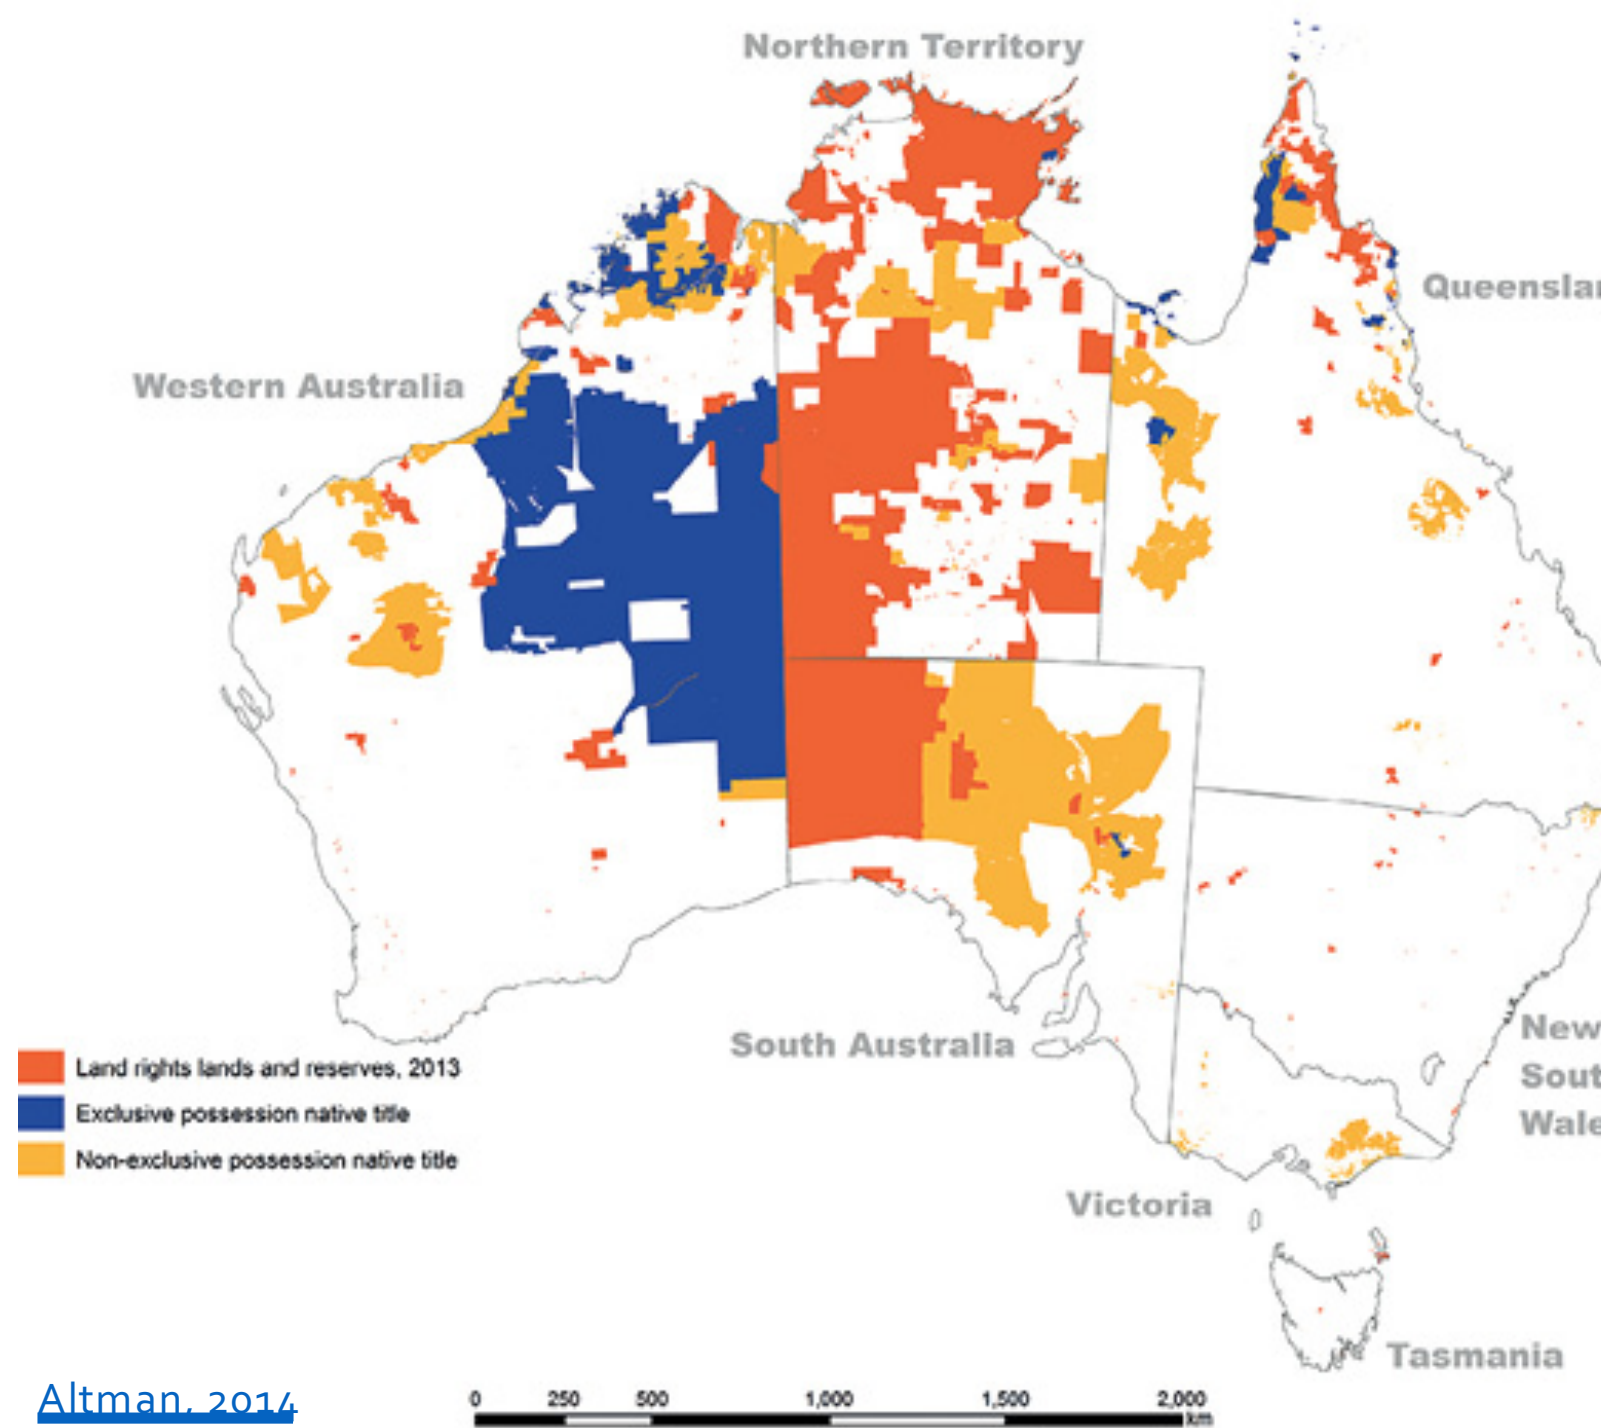 Northern Territory
Queenslan
Western Australia
South Australia
New
Sout
Wale
Land rights lands and reserves, 2013
Exclusive possession native title
Non-exclusive possession native title
Victoria
Tasmania
Altman, 2014
0 250 500 1,000 1,500 2,000
km